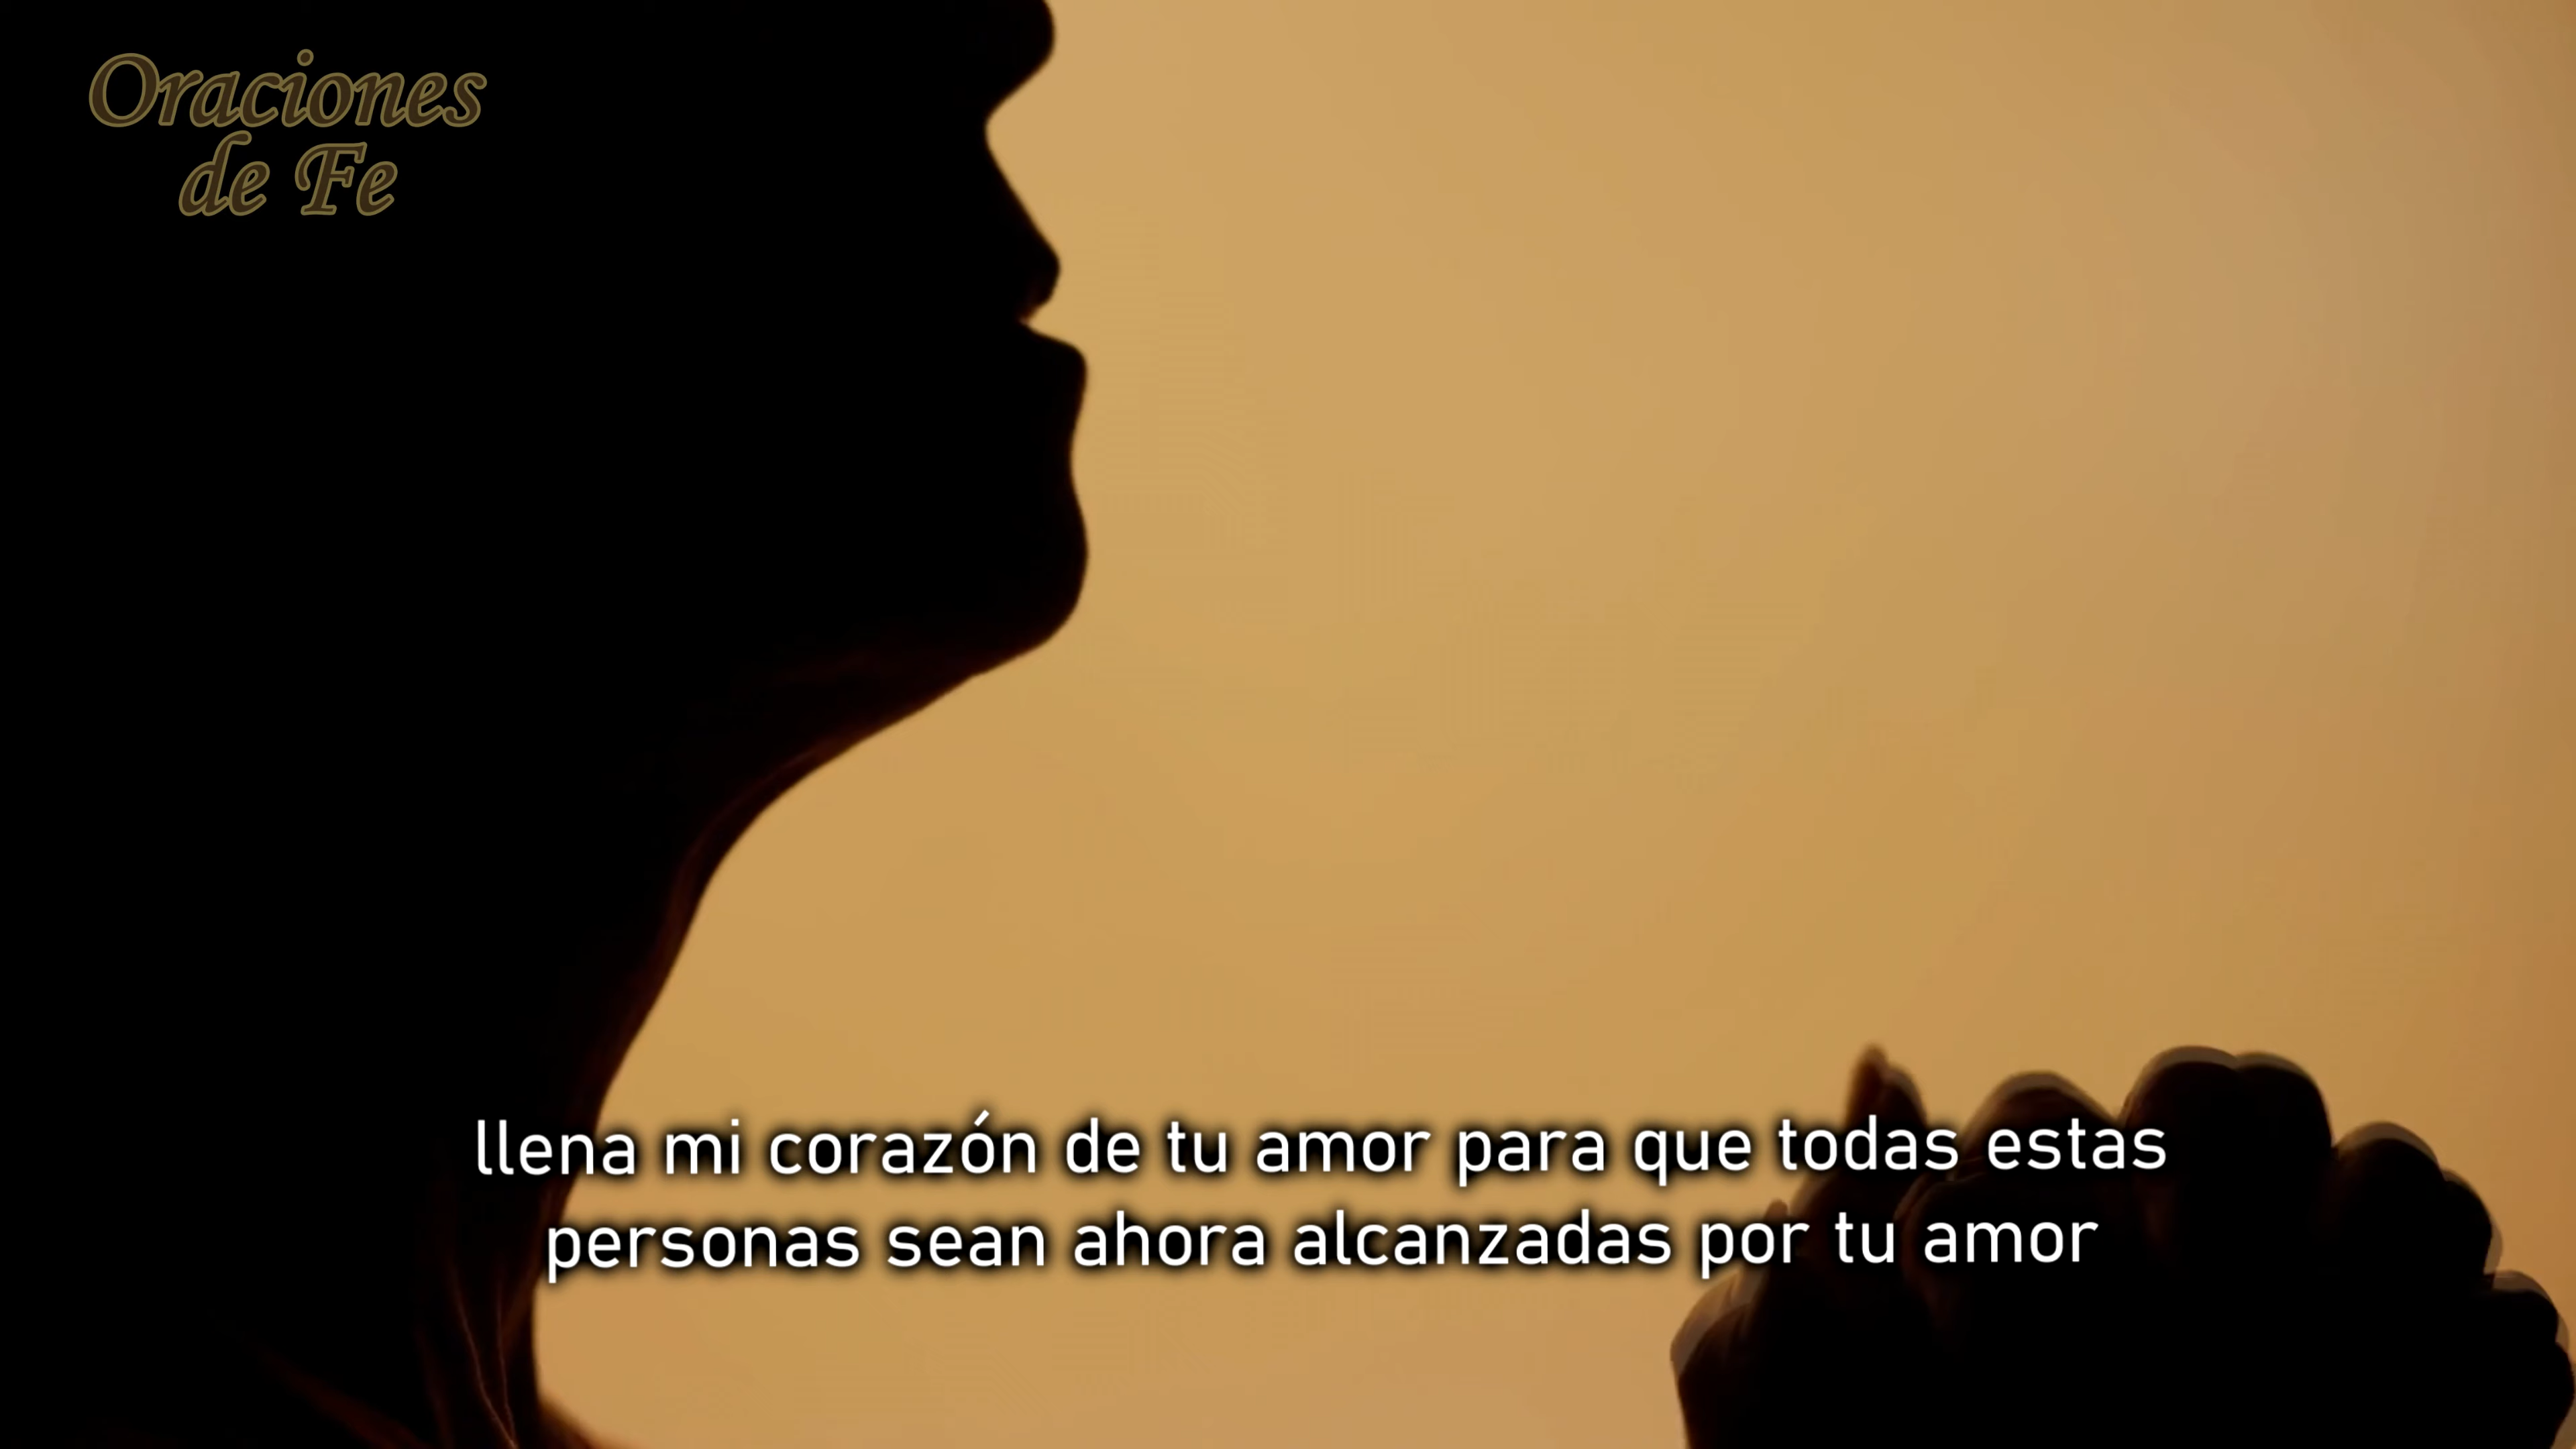 Oraciones
de Fe
llena mi corazón de tu amor para que todas estas
personas sean ahora alcanzadas por tu amor